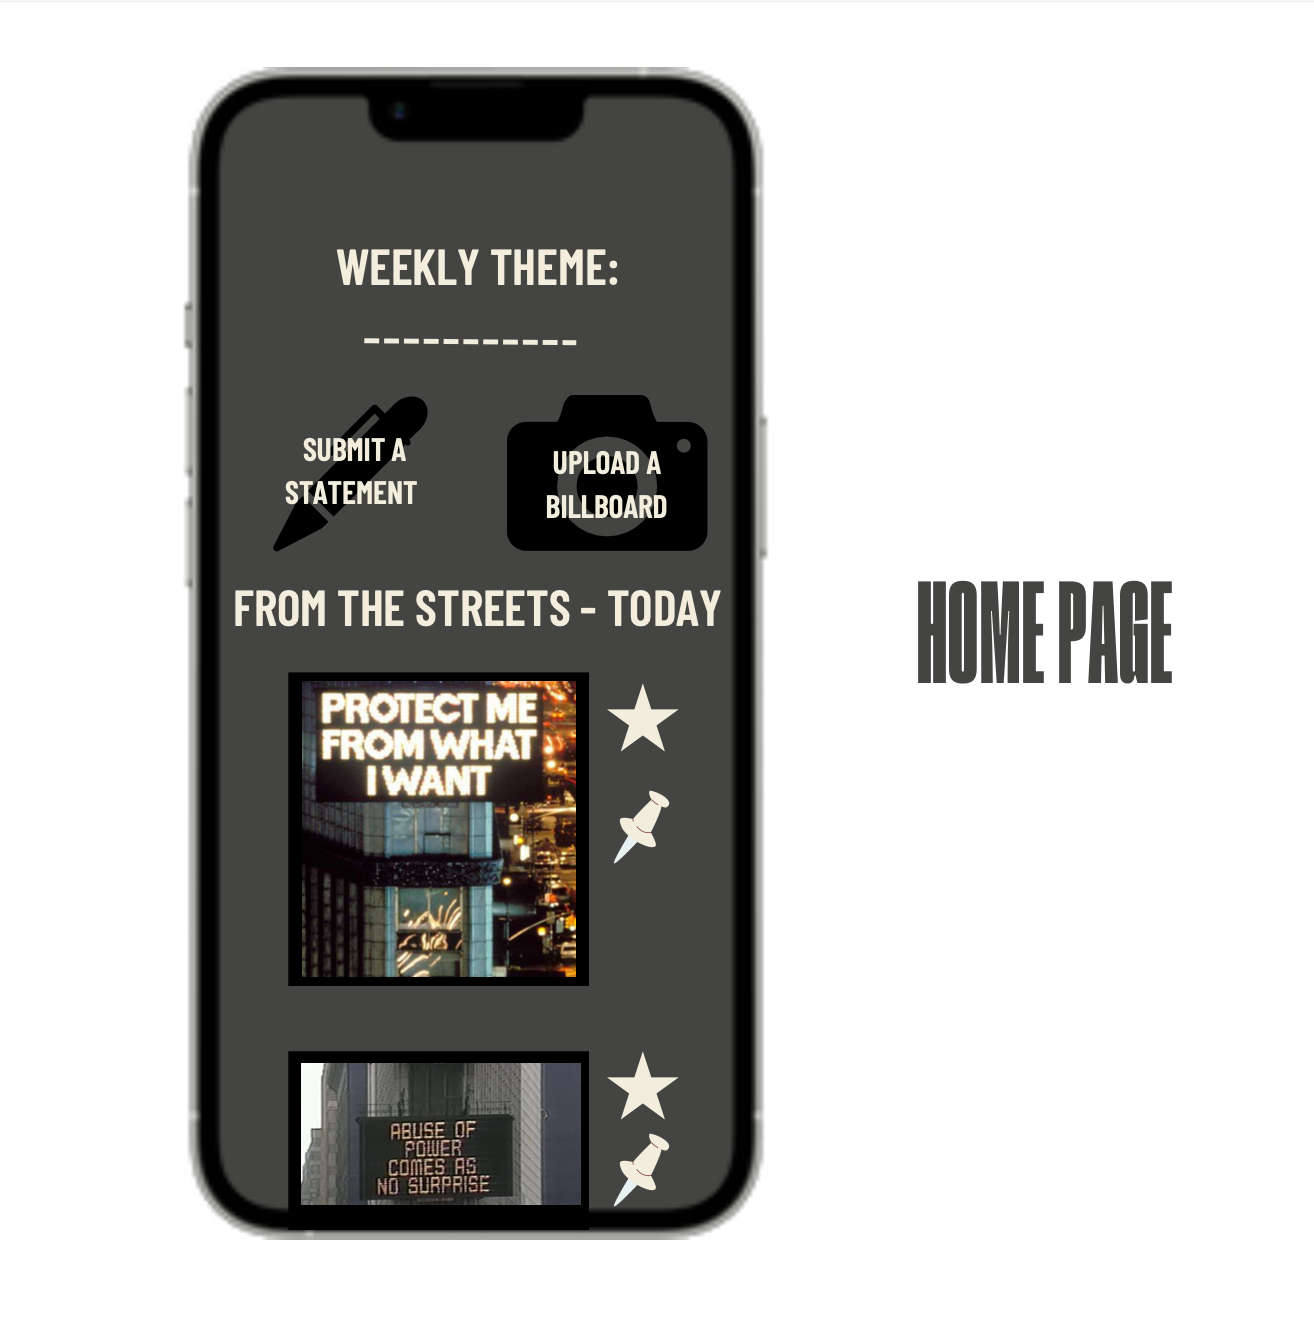 WEEKLY THEME:
-----------
SUBMIT A
STATEMENT
UPLOAD A
BILLBOARD
FROM THE STREETS - TODAY
PROTECT ME
FROM WHAT
I WANT
ABUSE OF
POWER
COMES AS
NO SURPRISE
HOME PAGE